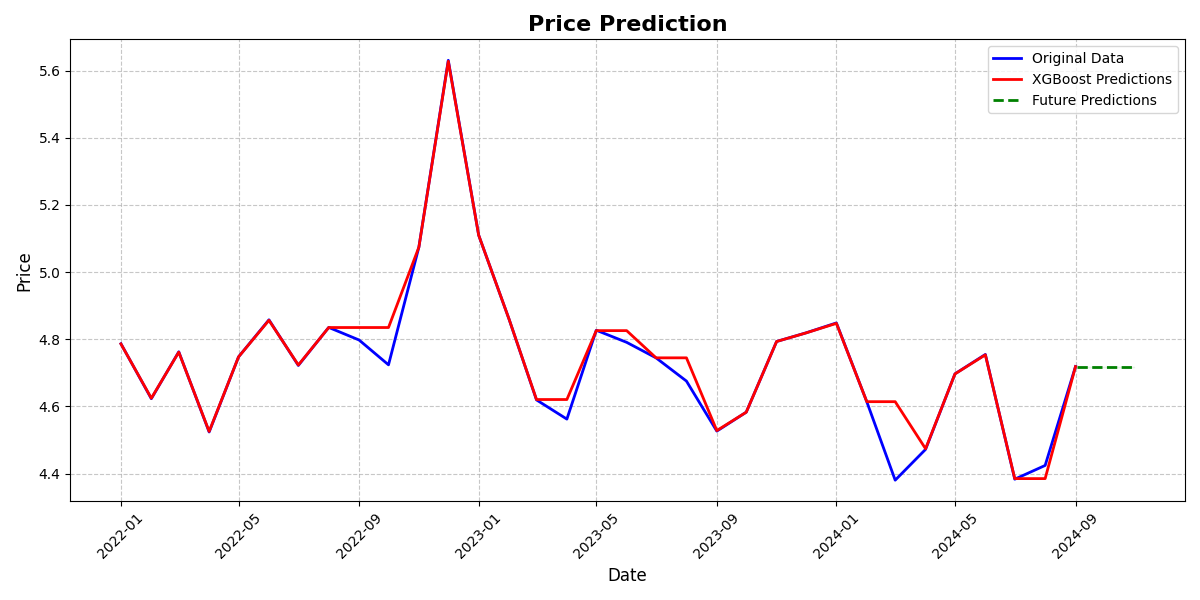 Price Prediction
Original Data
XGBoost Predictions
Future Predictions
5.6
5.4
5.2
5.0
4.8
4.6
4.4
Price
2022-01
2022-05
2022-09
2023-01
2023-05
2023-09
2024-01
2024-05
2024-09
Date